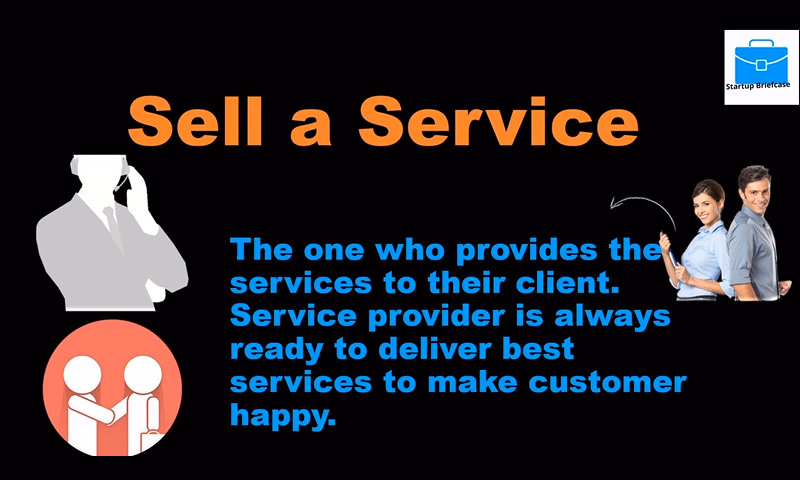 Startup Briefcase
Sell a Service
The one who provides the
services to their client.
Service provider is always
ready to deliver best
services to make customer
happy.